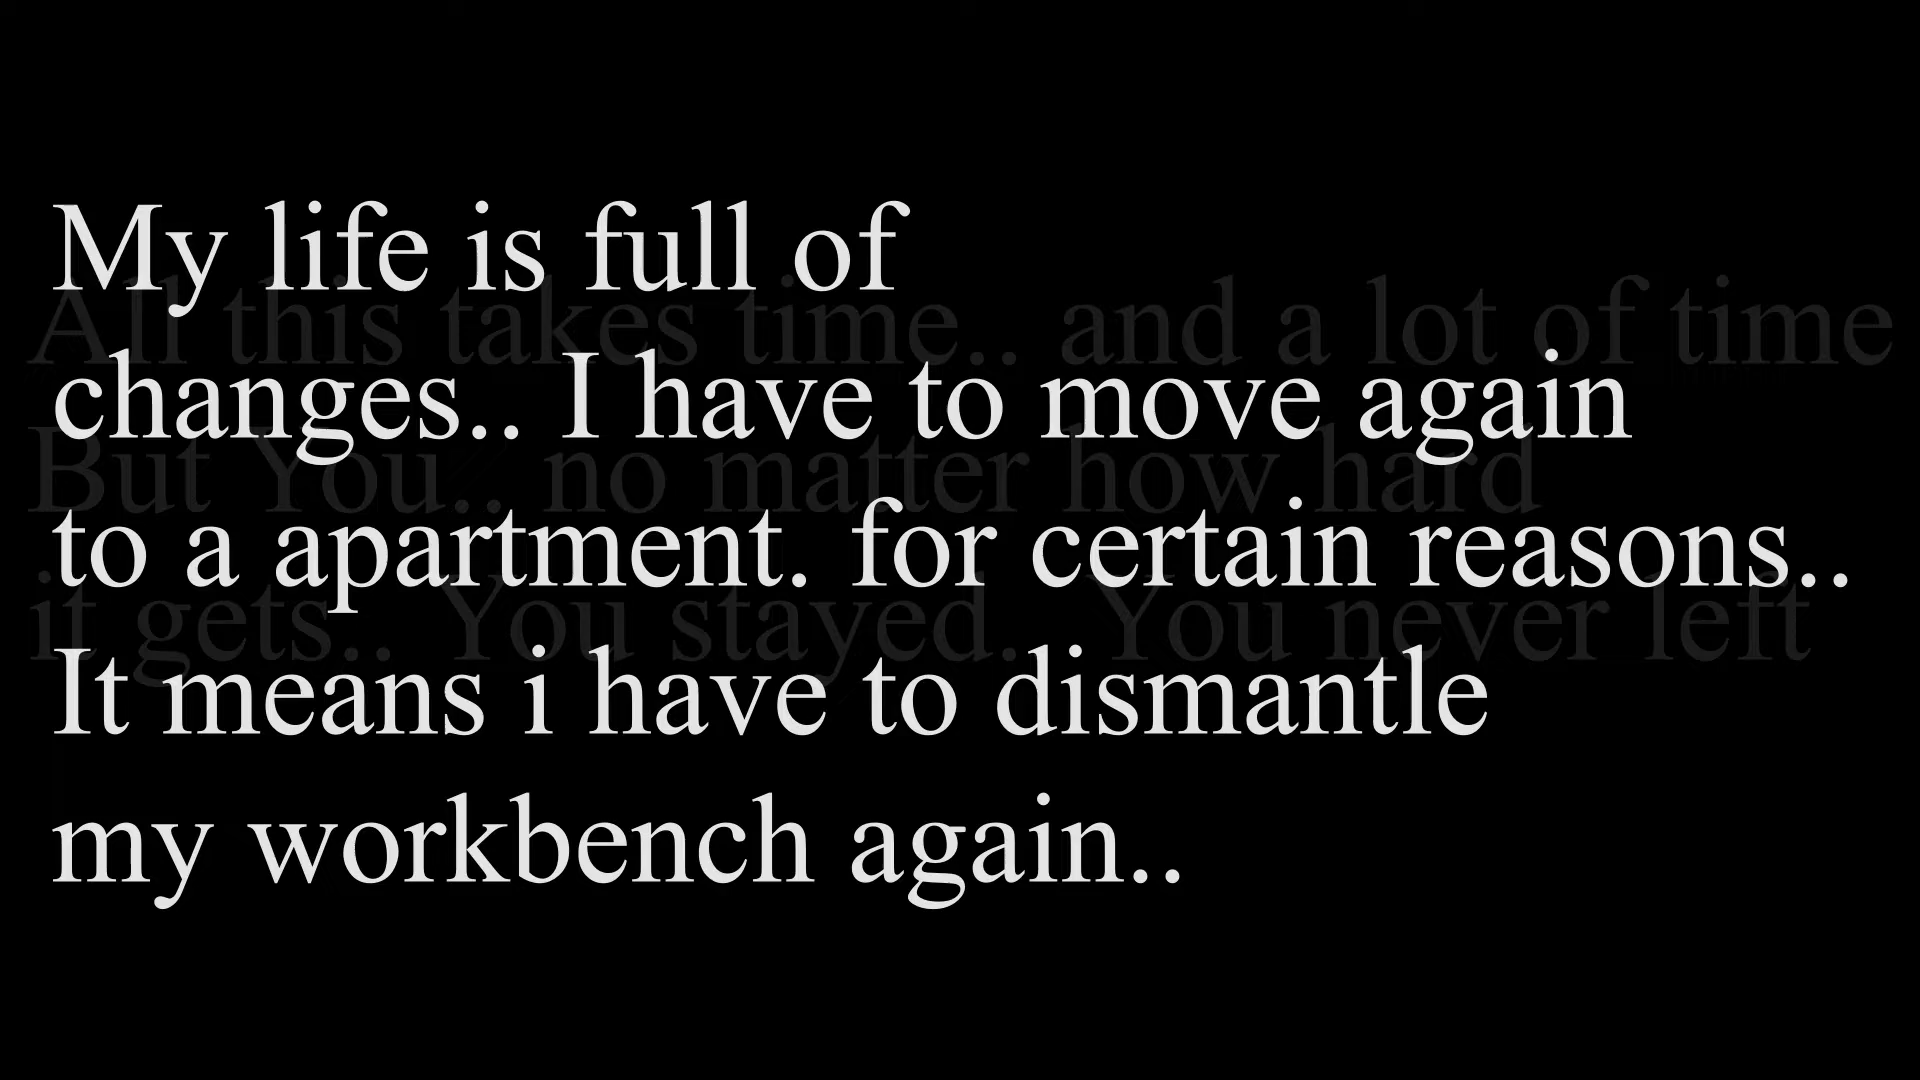 My life is full of
changes.. I have to move again
to a apartment. for certain reasons..
It means i have to dismantle
my workbench again..
All this takes time.. and a lot of time
But You.. no matter how hard
it gets.. You stayed.. You never left